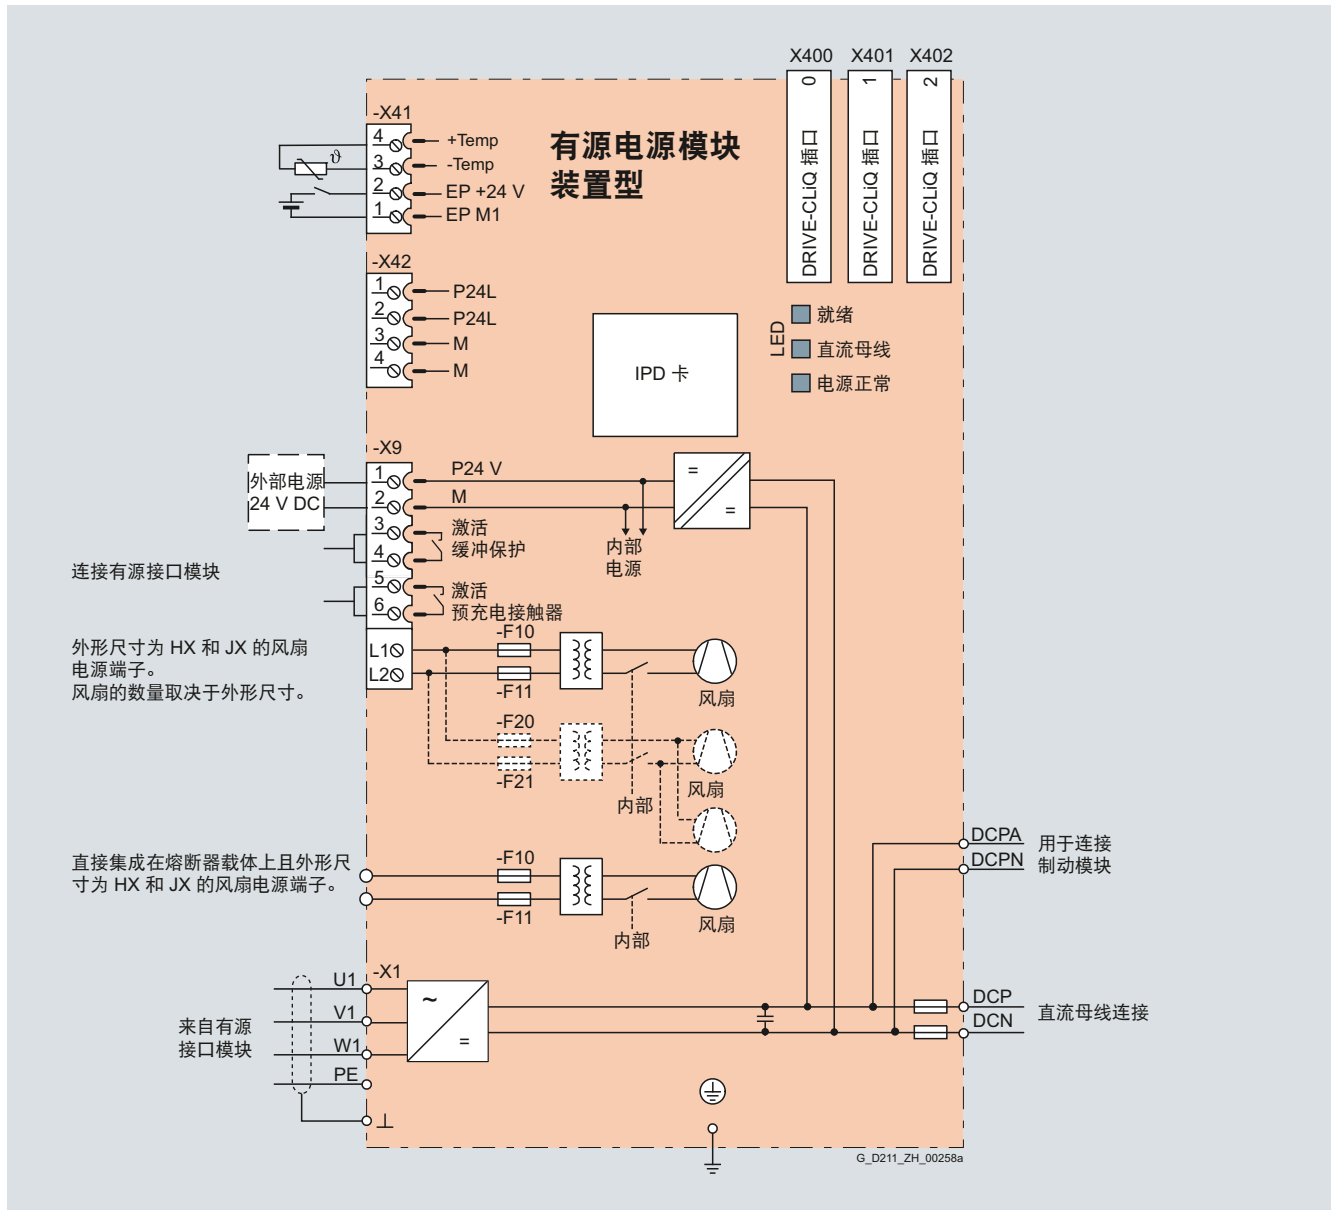 X400 X401 X402
0 1 2
DRIVE-CLiQ 插口
DRIVE-CLiQ 插口
DRIVE-CLiQ 插口
有源电源模块
装置型
-X41
4 +Temp
ϑ
3 -Temp
2 EP +24 V
1 EP M1
-X42
1 P24L
2 P24L
3 M
4 M
LED
就绪
直流母线
电源正常
IPD 卡
-X9
外部电源
24 V DC
1 P24 V
2 M
=
=
内部
电源
3
4
激活
缓冲保护
连接有源接口模块
5
6
激活
预充电接触器
外形尺寸为 HX 和 JX 的风扇
电源端子。
风扇的数量取决于外形尺寸。
L1
L2
-F10
-F11
风扇
-F20
-F21
风扇
内部
直接集成在熔断器载体上且外形尺
寸为 HX 和 JX 的风扇电源端子。
-F10
-F11
风扇
内部
DCPA
DCPN
用于连接
制动模块
-X1
U1
V1
W1
PE
来自有源
接口模块
~
=
DCP
DCN
直流母线连接
G_D211_ZH_00258a